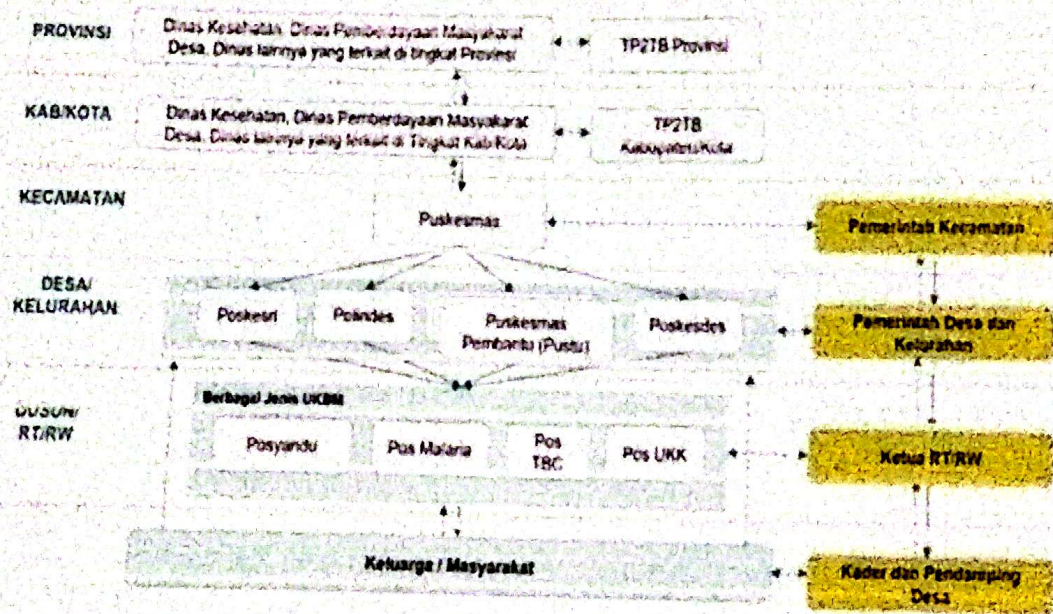 PROVINSI
Dinas Kesehatan, Dinas Pemberdayaan Masyakarat
Desa, Dinas lainnya yang terkait di tingkat Provinsi
TP2TB Provinsi
KAB/KOTA
Dinas Kesehatan, Dinas Pemberdayaan Masyakarat
Desa, Dinas lainnya yang terkait di Tingkat Kab/Kota
TP2TB
Kabupaten/Kota
KECAMATAN
Puskesmas
Pemerintah Kecamatan
DESA/
KELURAHAN
Poskestri
Polindes
Puskesmas
Pembantu (Pustu)
Poskesdes
Pemerintah Desa dan
Kelurahan
DUSUN/
RT/RW
Berbagai Jenis UKBM
Posyandu
Pos Malaria
Pos
TBC
Pos UKK
Ketua RT/RW
Keluarga / Masyarakat
Kader dan Pendamping
Desa